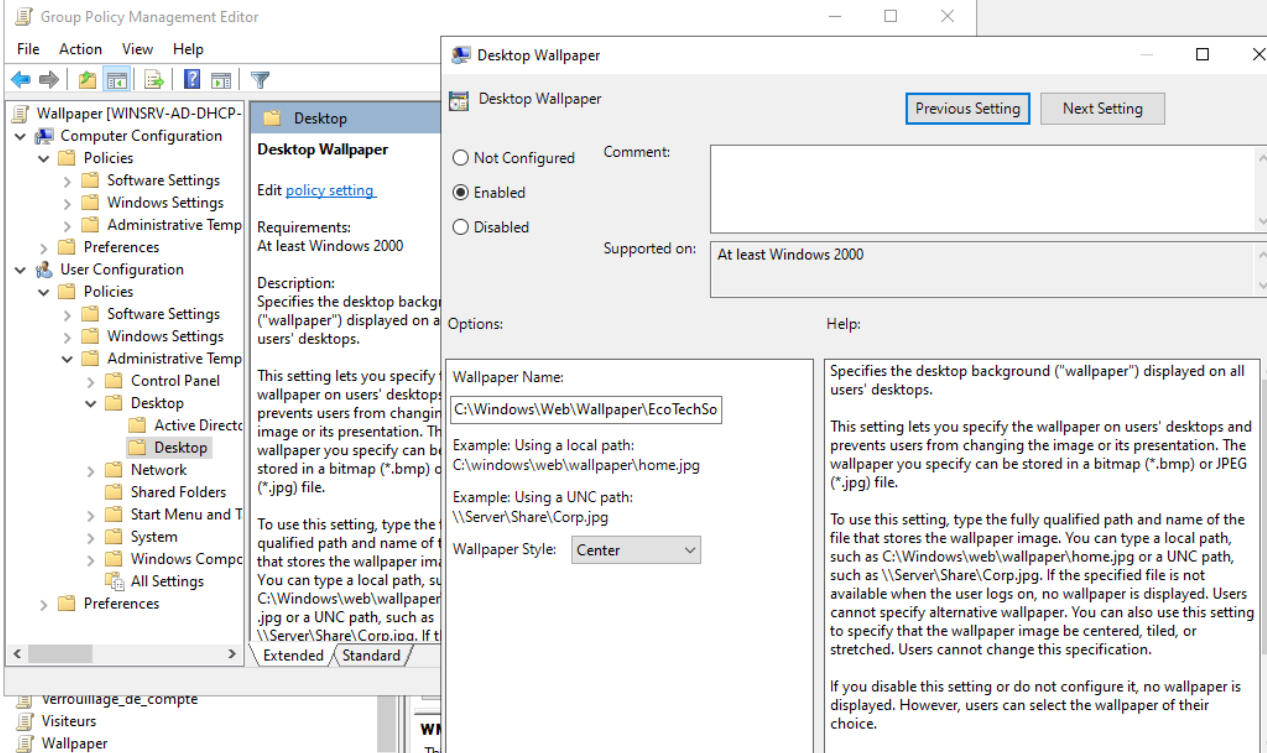 Group Policy Management Editor
File Action View Help
Wallpaper [WINSRV-AD-DHCP-
Computer Configuration
Policies
Software Settings
Windows Settings
Administrative Temp
Preferences
User Configuration
Policies
Software Settings
Windows Settings
Administrative Temp
Control Panel
Desktop
Active Directo
Desktop
Network
Shared Folders
Start Menu and T
System
Windows Compo
All Settings
Preferences
Desktop
Desktop Wallpaper
Edit policy setting
Requirements:
At least Windows 2000
Description:
Specifies the desktop backgr
("wallpaper") displayed on a
users' desktops.
This setting lets you specify
wallpaper on users' desktops
prevents users from changin
image or its presentation. Th
wallpaper you specify can be
stored in a bitmap (*.bmp) o
(*.jpg) file.
To use this setting, type the
qualified path and name of t
that stores the wallpaper ima
You can type a local path, su
C:\Windows\web\wallpaper
.jpg or a UNC path, such as
\\Server\Share\Corp.jpg. If t
Extended Standard
Verrouillage_de_compte
Visiteurs
Wallpaper
Desktop Wallpaper
Desktop Wallpaper
Previous Setting Next Setting
Not Configured
Enabled
Disabled
Comment:
Supported on:
At least Windows 2000
Options:
Help:
Wallpaper Name:
C:\Windows\Web\Wallpaper\EcoTechSo
Example: Using a local path:
C:\windows\web\wallpaper\home.jpg
Example: Using a UNC path:
\\Server\Share\Corp.jpg
Wallpaper Style: Center
Specifies the desktop background ("wallpaper") displayed on all
users' desktops.
This setting lets you specify the wallpaper on users' desktops and
prevents users from changing the image or its presentation. The
wallpaper you specify can be stored in a bitmap (*.bmp) or JPEG
(*.jpg) file.
To use this setting, type the fully qualified path and name of the
file that stores the wallpaper image. You can type a local path,
such as C:\Windows\web\wallpaper\home.jpg or a UNC path,
such as \\Server\Share\Corp.jpg. If the specified file is not
available when the user logs on, no wallpaper is displayed. Users
cannot specify alternative wallpaper. You can also use this setting
to specify that the wallpaper image be centered, tiled, or
stretched. Users cannot change this specification.
If you disable this setting or do not configure it, no wallpaper is
displayed. However, users can select the wallpaper of their
choice.